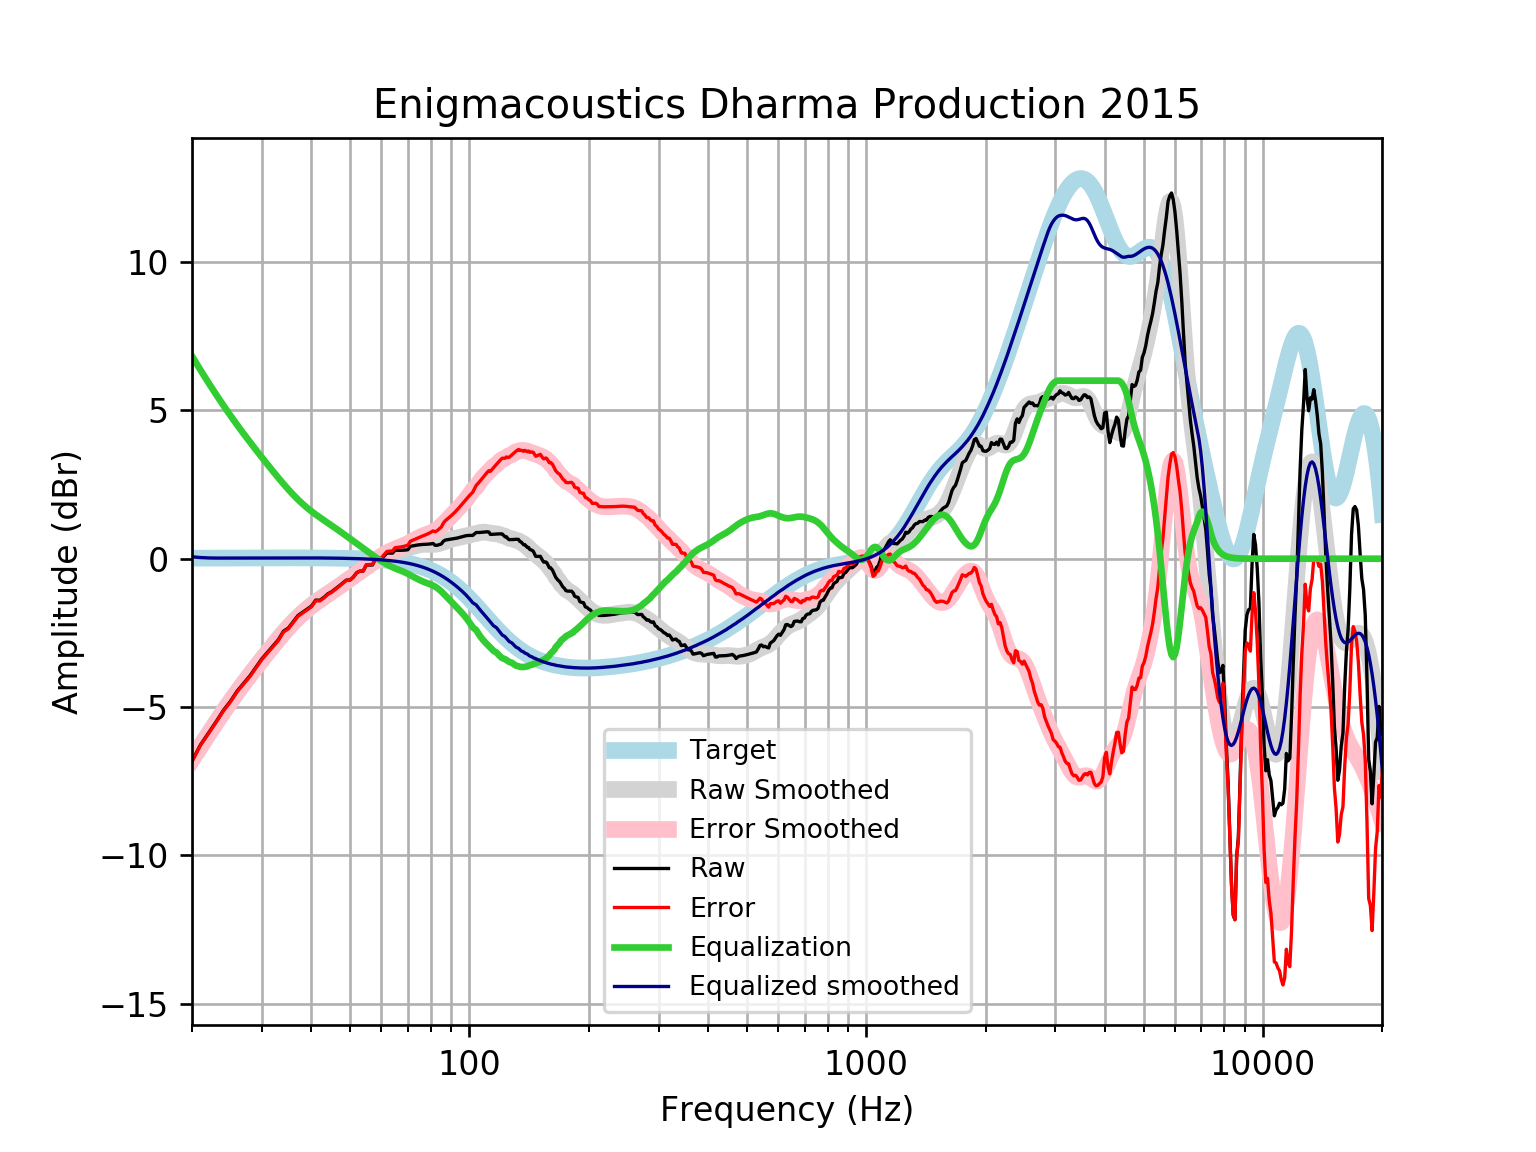 Enigmacoustics Dharma Production 2015
10
5
0
−5
−10
−15
Amplitude (dBr)
Target
Raw Smoothed
Error Smoothed
Raw
Error
Equalization
Equalized smoothed
100
1000
10000
Frequency (Hz)